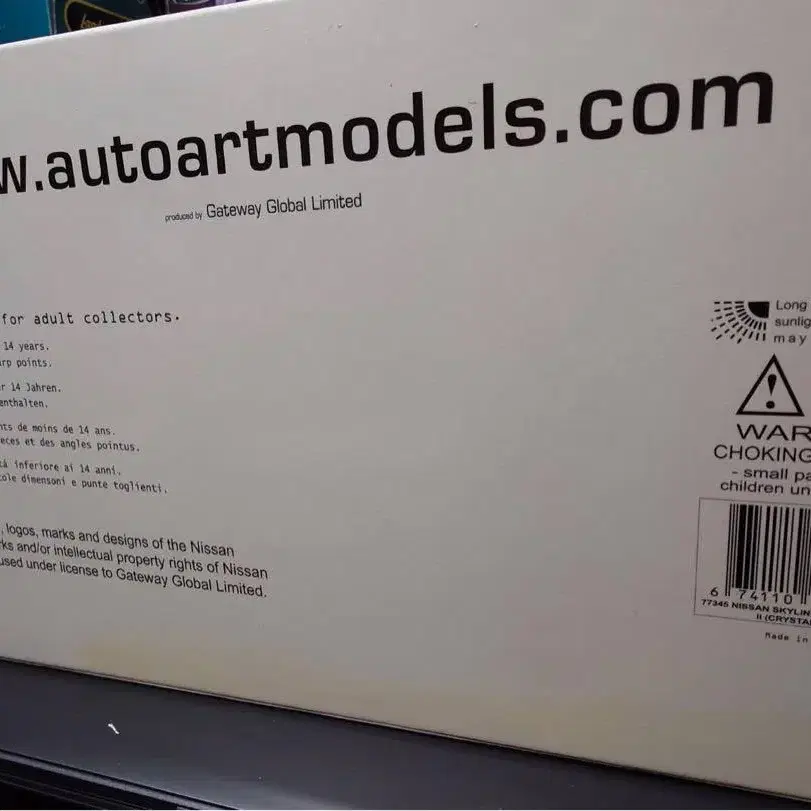 w.autoartmodels.com
produced by Gateway Global Limited
for adult collectors.
14 years.
arp points.
r 14 Jahren.
enthalten.
nts de moins de 14 ans.
eces et des angles pointus.
tá inferiore ai 14 anni.
cole dimensoni e punte toglienti.
, logos, marks and designs of the Nissan
rks and/or intellectual property rights of Nissan
used under license to Gateway Global Limited.
Long
sunlig
may
WAR
CHOKING
- small pa
children un
6 74110
77345 NISSAN SKYLIN
II (CRYSTA
Made in